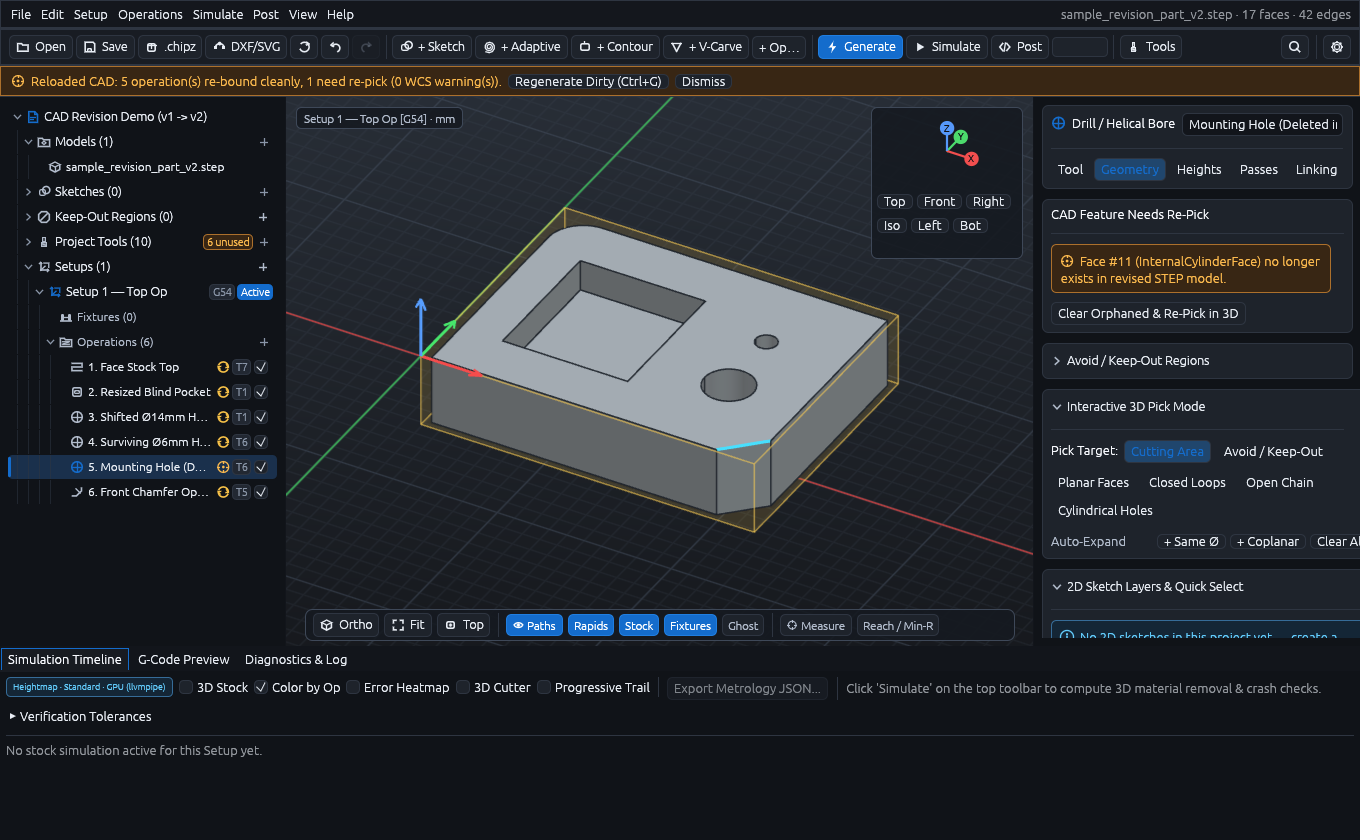 File Edit Setup Operations Simulate Post View Help
sample_revision_part_v2.step · 17 faces · 42 edges
Open Save .chipz DXF/SVG + Sketch + Adaptive + Contour + V-Carve + Op… Generate Simulate Post Tools
Reloaded CAD: 5 operation(s) re-bound cleanly, 1 need re-pick (0 WCS warning(s)). Regenerate Dirty (Ctrl+G) Dismiss
CAD Revision Demo (v1 -> v2)
Models (1) +
sample_revision_part_v2.step
Sketches (0) +
Keep-Out Regions (0) +
Project Tools (10) 6 unused +
Setups (1) +
Setup 1 — Top Op G54 Active
Fixtures (0)
Operations (6) +
1. Face Stock Top T7
2. Resized Blind Pocket T1
3. Shifted Ø14mm H… T1
4. Surviving Ø6mm H… T6
5. Mounting Hole (D… T6
6. Front Chamfer Op… T5
Setup 1 — Top Op [G54] · mm
Z
Y
X
Top Front Right
Iso Left Bot
Ortho Fit Top Paths Rapids Stock Fixtures Ghost Measure Reach / Min-R
Drill / Helical Bore Mounting Hole (Deleted i
Tool Geometry Heights Passes Linking
CAD Feature Needs Re-Pick
Face #11 (InternalCylinderFace) no longer
exists in revised STEP model.
Clear Orphaned & Re-Pick in 3D
Avoid / Keep-Out Regions
Interactive 3D Pick Mode
Pick Target: Cutting Area Avoid / Keep-Out
Planar Faces Closed Loops Open Chain
Cylindrical Holes
Auto-Expand + Same Ø + Coplanar Clear Al
2D Sketch Layers & Quick Select
No 2D sketches in this project yet — create a
Simulation Timeline G-Code Preview Diagnostics & Log
Heightmap · Standard · GPU (llvmpipe) 3D Stock Color by Op Error Heatmap 3D Cutter Progressive Trail Export Metrology JSON... Click 'Simulate' on the top toolbar to compute 3D material removal & crash checks.
Verification Tolerances
No stock simulation active for this Setup yet.